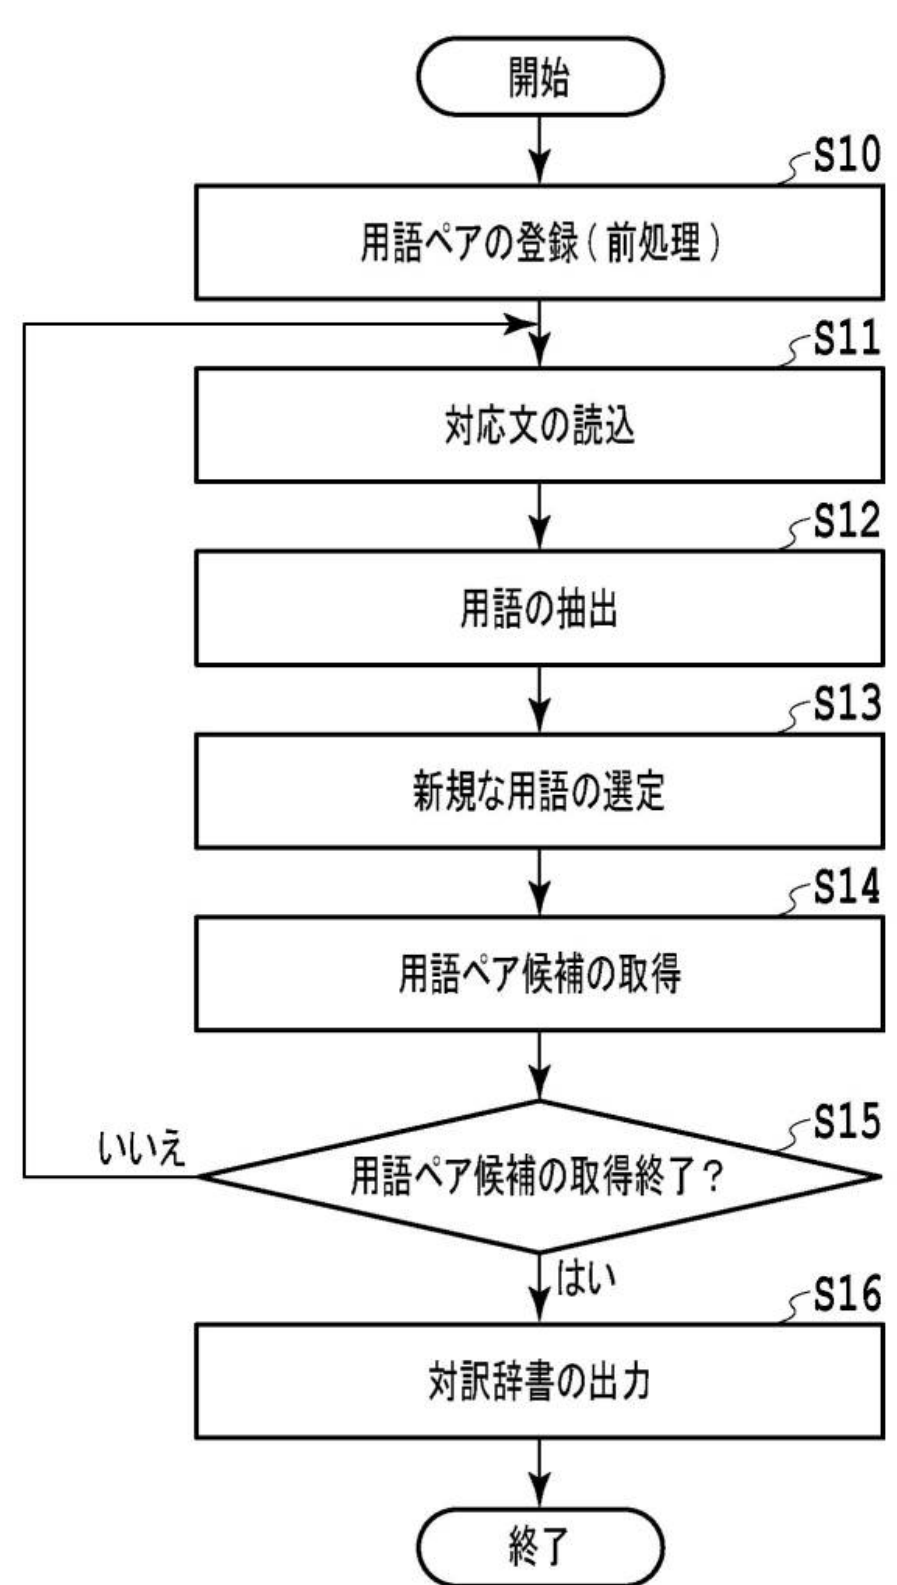 開始
S10
用語ペアの登録(前処理)
S11
対応文の読込
S12
用語の抽出
S13
新規な用語の選定
S14
用語ペア候補の取得
S15
いいえ
用語ペア候補の取得終了?
はい
S16
対訳辞書の出力
終了